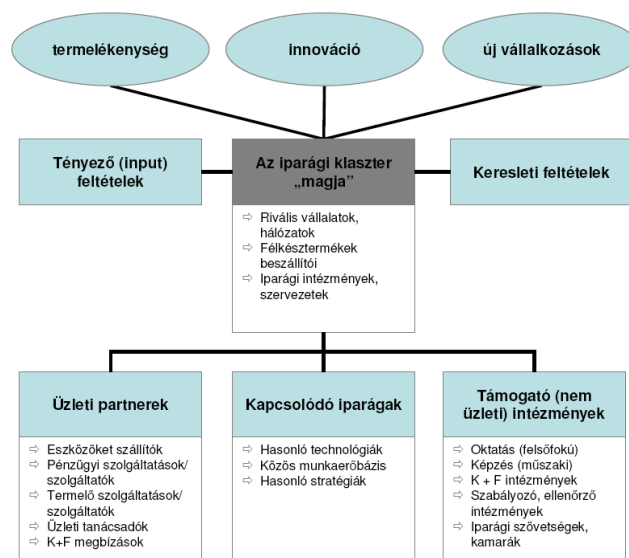 termelékenység
innováció
új vállalkozások
Tényező (input)
feltételek
Az iparági klaszter
„magja”
Keresleti feltételek
⇨ Rivális vállalatok,
hálózatok
⇨ Félkésztermékek
beszállítói
⇨ Iparági intézmények,
szervezetek
Üzleti partnerek
⇨ Eszközöket szállítók
⇨ Pénzügyi szolgáltatások/
szolgáltatók
⇨ Termelő szolgáltatások/
szolgáltatók
⇨ Üzleti tanácsadók
⇨ K+F megbízások
Kapcsolódó iparágak
⇨ Hasonló technológiák
⇨ Közös munkaerőbázis
⇨ Hasonló stratégiák
Támogató (nem
üzleti) intézmények
⇨ Oktatás (felsőfokú)
⇨ Képzés (műszaki)
⇨ K + F intézmények
⇨ Szabályozó, ellenőrző
intézmények
⇨ Iparági szövetségek,
kamarák